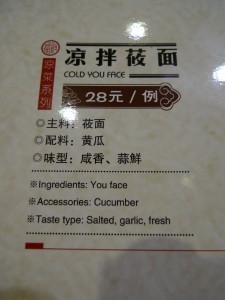 凉拌莜面
COLD YOU FACE
凉菜系列
28元 / 例
◎主料：莜面
◎配料：黄瓜
◎味型：咸香、蒜鲜
※Ingredients: You face
※Accessories: Cucumber
※Taste type: Salted, garlic, fresh